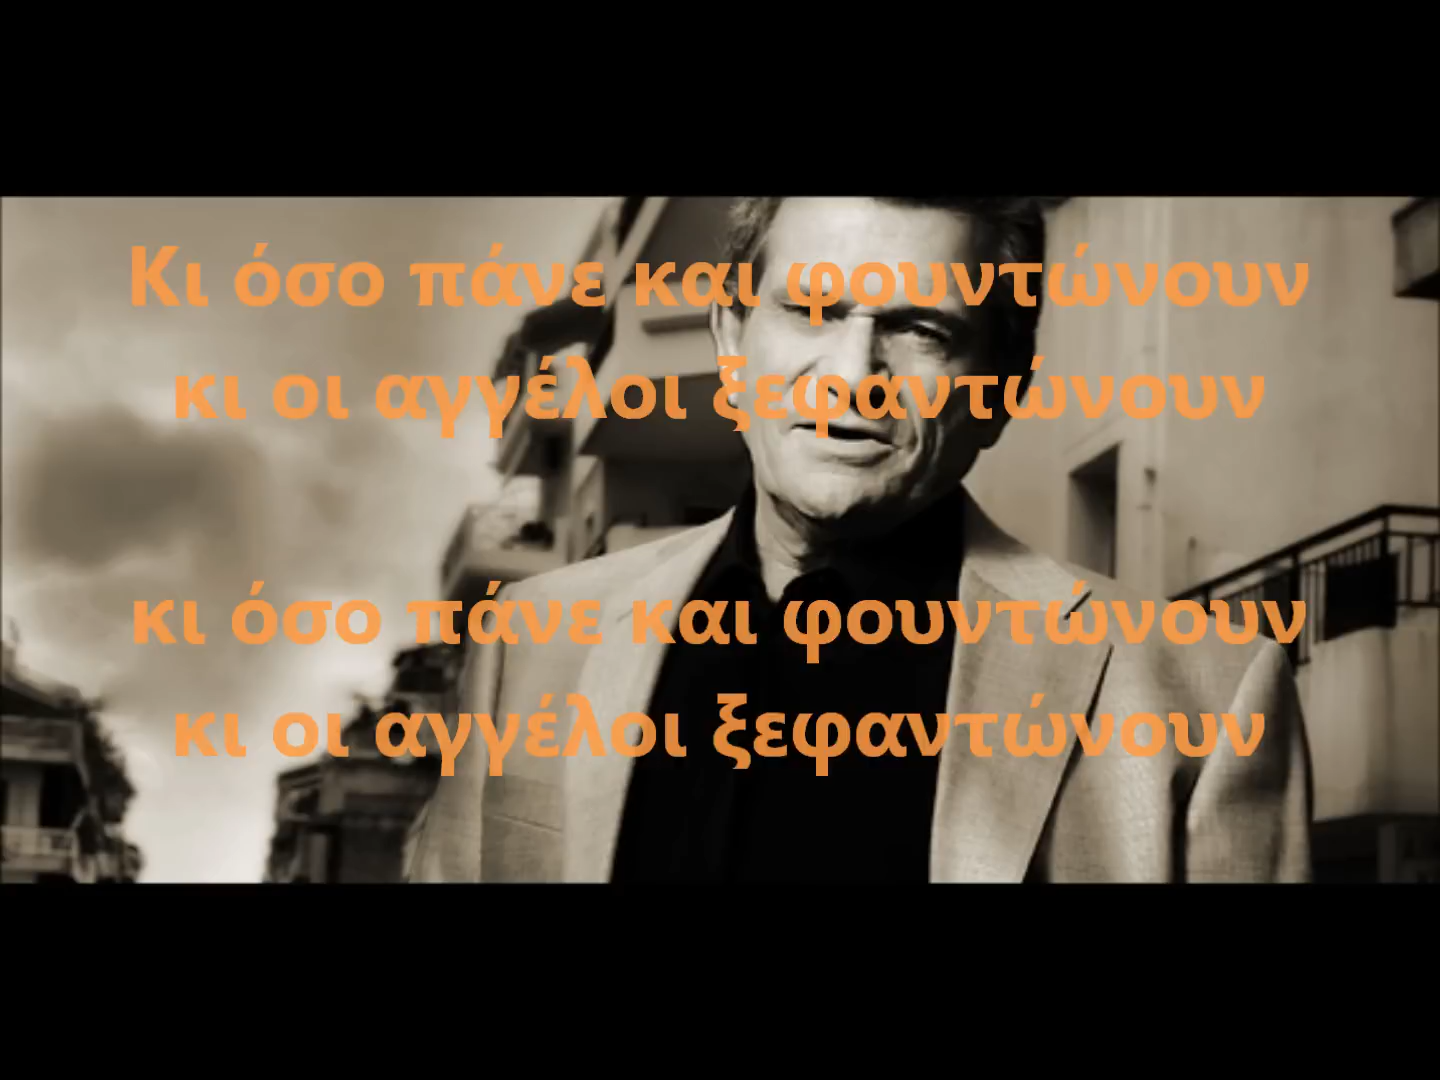 Κι όσο πάνε και φουντώνουν
κι οι αγγέλοι ξεφαντώνουν
κι όσο πάνε και φουντώνουν
κι οι αγγέλοι ξεφαντώνουν